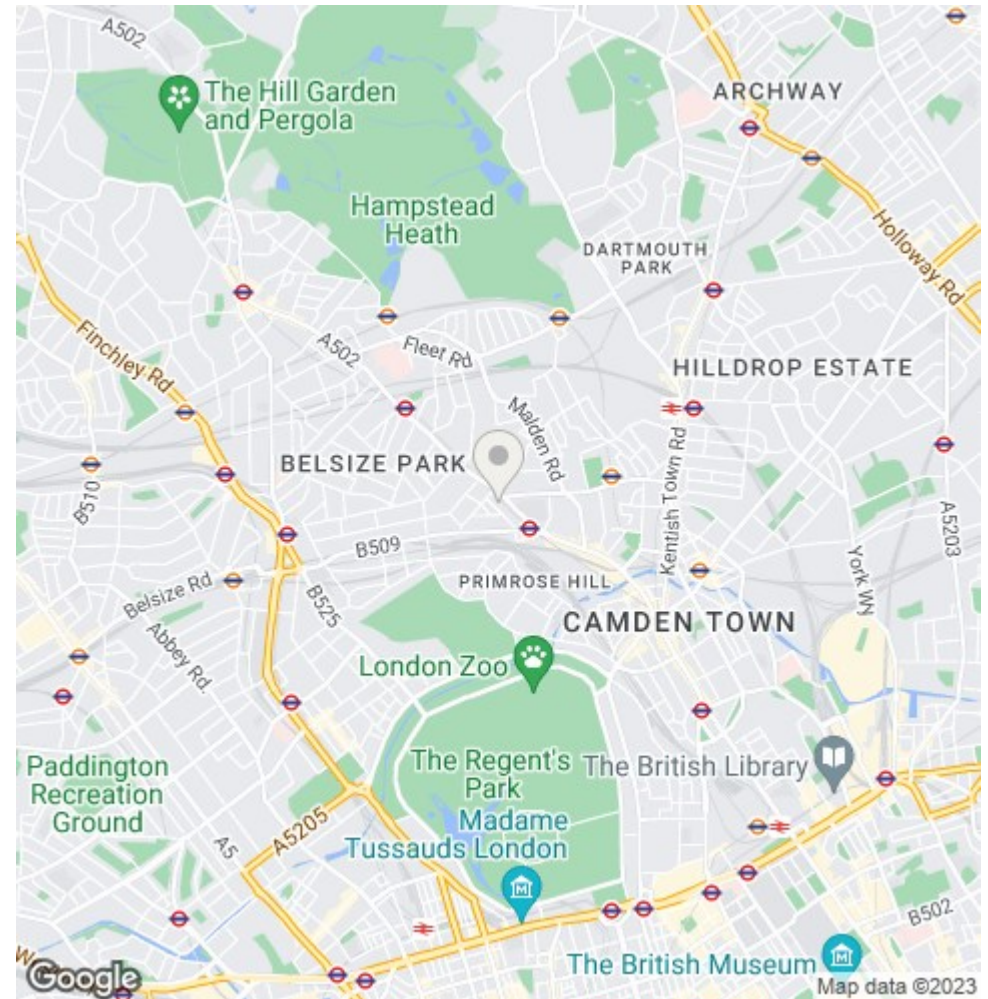 A502
The Hill Garden
and Pergola
ARCHWAY
Hampstead
Heath
DARTMOUTH
PARK
Holloway Rd
Finchley Rd
A502
Fleet Rd
HILLDROP ESTATE
Malden Rd
BELSIZE PARK
Kentish Town Rd
B510
A5203
B509
York Wy
Belsize Rd
B525
PRIMROSE HILL
CAMDEN TOWN
Abbey Rd.
London Zoo
The Regent's
Park
The British Library
Paddington
Recreation
Ground
Madame
Tussauds London
A5205
A5
B502
The British Museum
Google
Map data ©2023